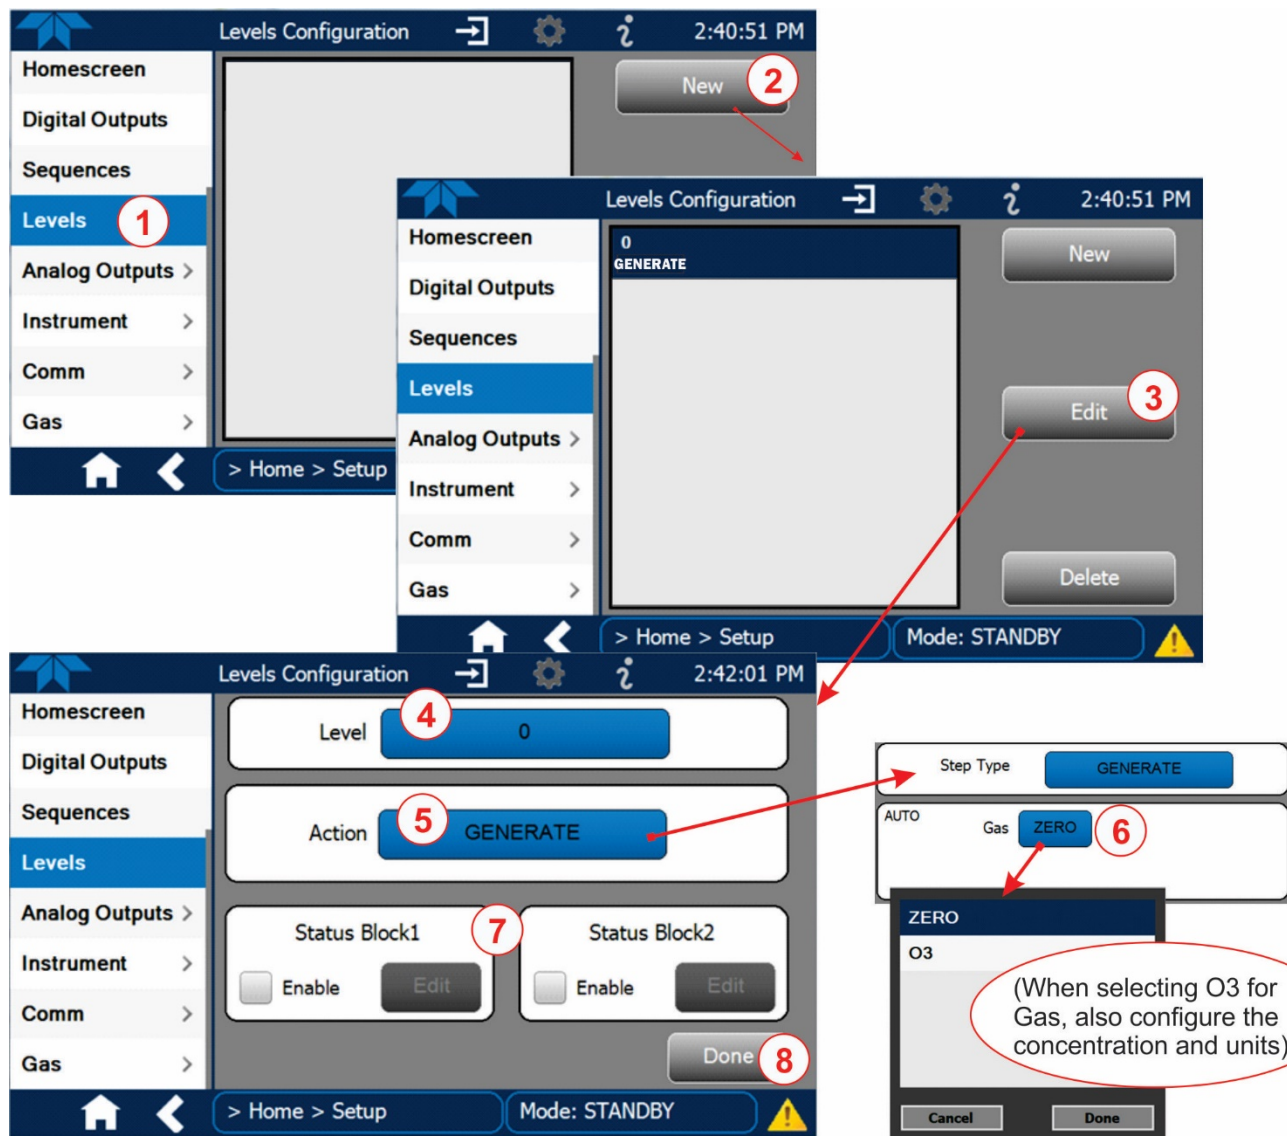 Levels Configuration
2:40:51 PM
Homescreen
Digital Outputs
Sequences
Levels
1
Analog Outputs >
Instrument >
Comm >
Gas >
New
2
> Home > Setup
Levels Configuration
2:40:51 PM
Homescreen
Digital Outputs
Sequences
Levels
Analog Outputs >
Instrument >
Comm >
Gas >
0
GENERATE
New
Edit
3
Delete
> Home > Setup
Mode: STANDBY
Levels Configuration
2:42:01 PM
Homescreen
Digital Outputs
Sequences
Levels
Analog Outputs >
Instrument >
Comm >
Gas >
Level
4
0
Action
5
GENERATE
Status Block1
7
Status Block2
Enable
Edit
Enable
Edit
Done
8
> Home > Setup
Mode: STANDBY
Step Type
GENERATE
AUTO
Gas
ZERO
6
ZERO
O3
(When selecting O3 for
Gas, also configure the
concentration and units)
Cancel
Done